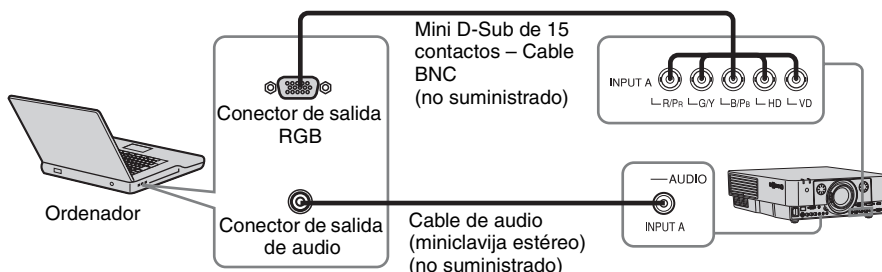 Mini D-Sub de 15
contactos – Cable
BNC
(no suministrado)
INPUT A
R/PR G/Y B/PB HD VD
Conector de salida
RGB
Ordenador
Conector de salida
de audio
Cable de audio
(miniclavija estéreo)
(no suministrado)
AUDIO
INPUT A